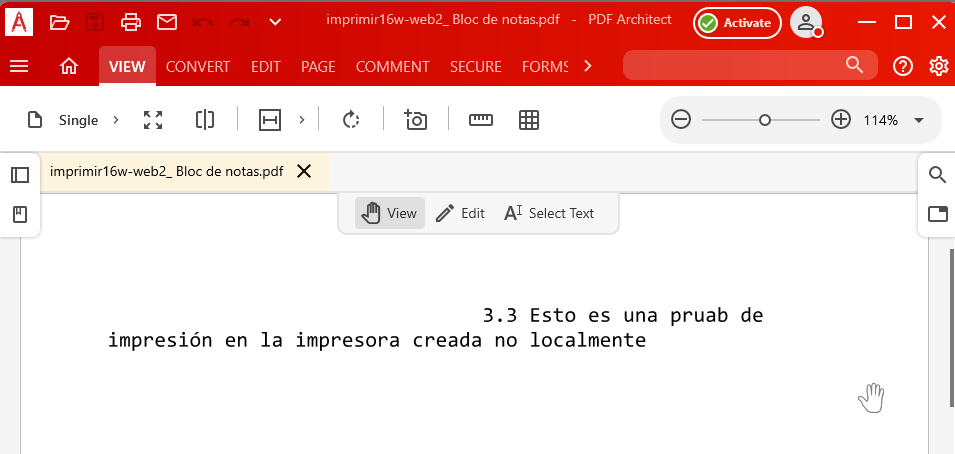 imprimir16w-web2_ Bloc de notas.pdf - PDF Architect
Activate
VIEW CONVERT EDIT PAGE COMMENT SECURE FORMS
Single 114%
imprimir16w-web2_ Bloc de notas.pdf
View Edit Select Text
3.3 Esto es una pruab de
impresión en la impresora creada no localmente